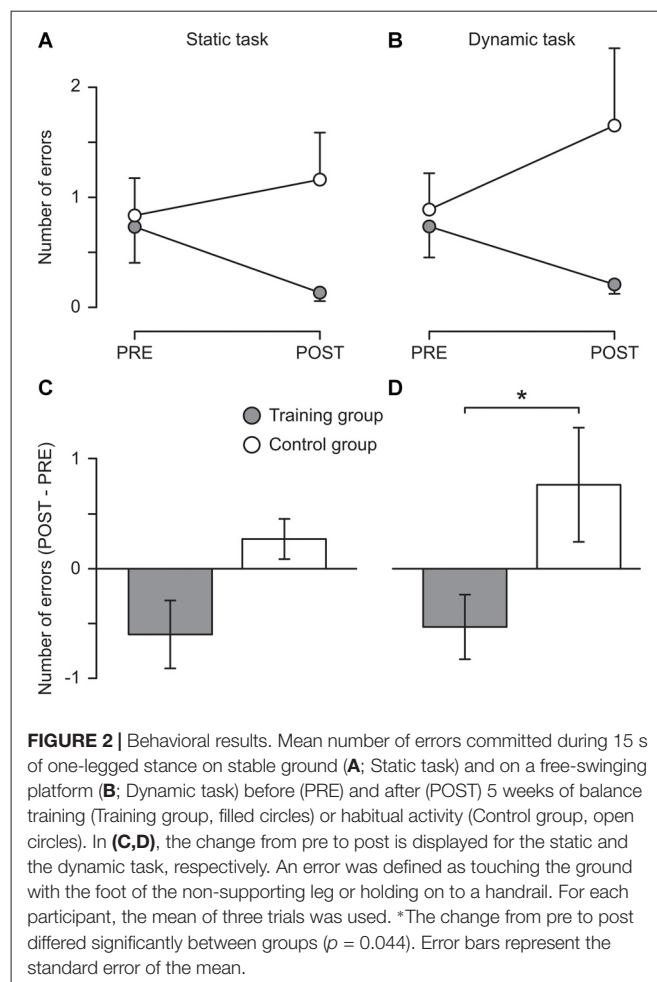 A Static task
B Dynamic task
Number of errors
2
1
0
PRE POST
PRE POST
C
D
Training group
Control group
*
Number of errors (POST - PRE)
1
0
-1
FIGURE 2 | Behavioral results. Mean number of errors committed during 15 s
of one-legged stance on stable ground (A; Static task) and on a free-swinging
platform (B; Dynamic task) before (PRE) and after (POST) 5 weeks of balance
training (Training group, filled circles) or habitual activity (Control group, open
circles). In (C,D), the change from pre to post is displayed for the static and
the dynamic task, respectively. An error was defined as touching the ground
with the foot of the non-supporting leg or holding on to a handrail. For each
participant, the mean of three trials was used. *The change from pre to post
differed significantly between groups (p = 0.044). Error bars represent the
standard error of the mean.